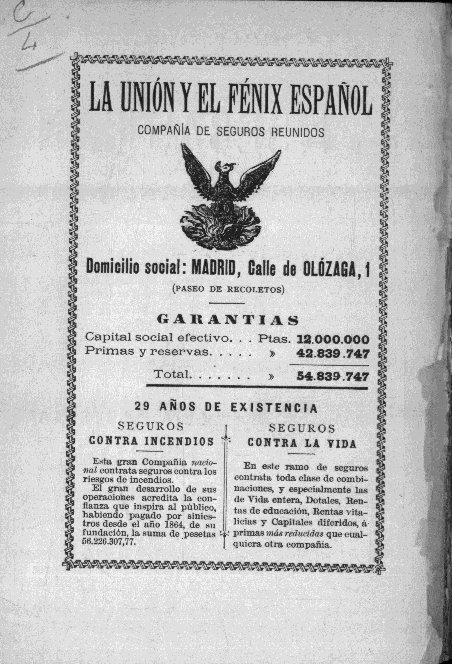 C/4
LA UNIÓN Y EL FÉNIX ESPAÑOL
COMPAÑÍA DE SEGUROS REUNIDOS
Domicilio social: MADRID, Calle de OLÓZAGA, 1
(PASEO DE RECOLETOS)
GARANTIAS
Capital social efectivo. . . Ptas. 12.000.000
Primas y reservas. . . . . » 42.839.747
Total. . . . . . . » 54.839.747
29 AÑOS DE EXISTENCIA
SEGUROS
CONTRA INCENDIOS
Esta gran Compañía nacio-
nal contrata seguros contra los
riesgos de incendios.
El gran desarrollo de sus
operaciones acredita la con-
fianza que inspira al público,
habiendo pagado por sinies-
tros desde el año 1864, de su
fundación, la suma de pesetas
56.226.307,77.
SEGUROS
CONTRA LA VIDA
En este ramo de seguros
contrata toda clase de combi-
naciones, y especialmente las
de Vida entera, Dotales, Ren-
tas de educación, Rentas vita-
licias y Capitales diferidos, á
primas más reducidas que cual-
quiera otra compañía.